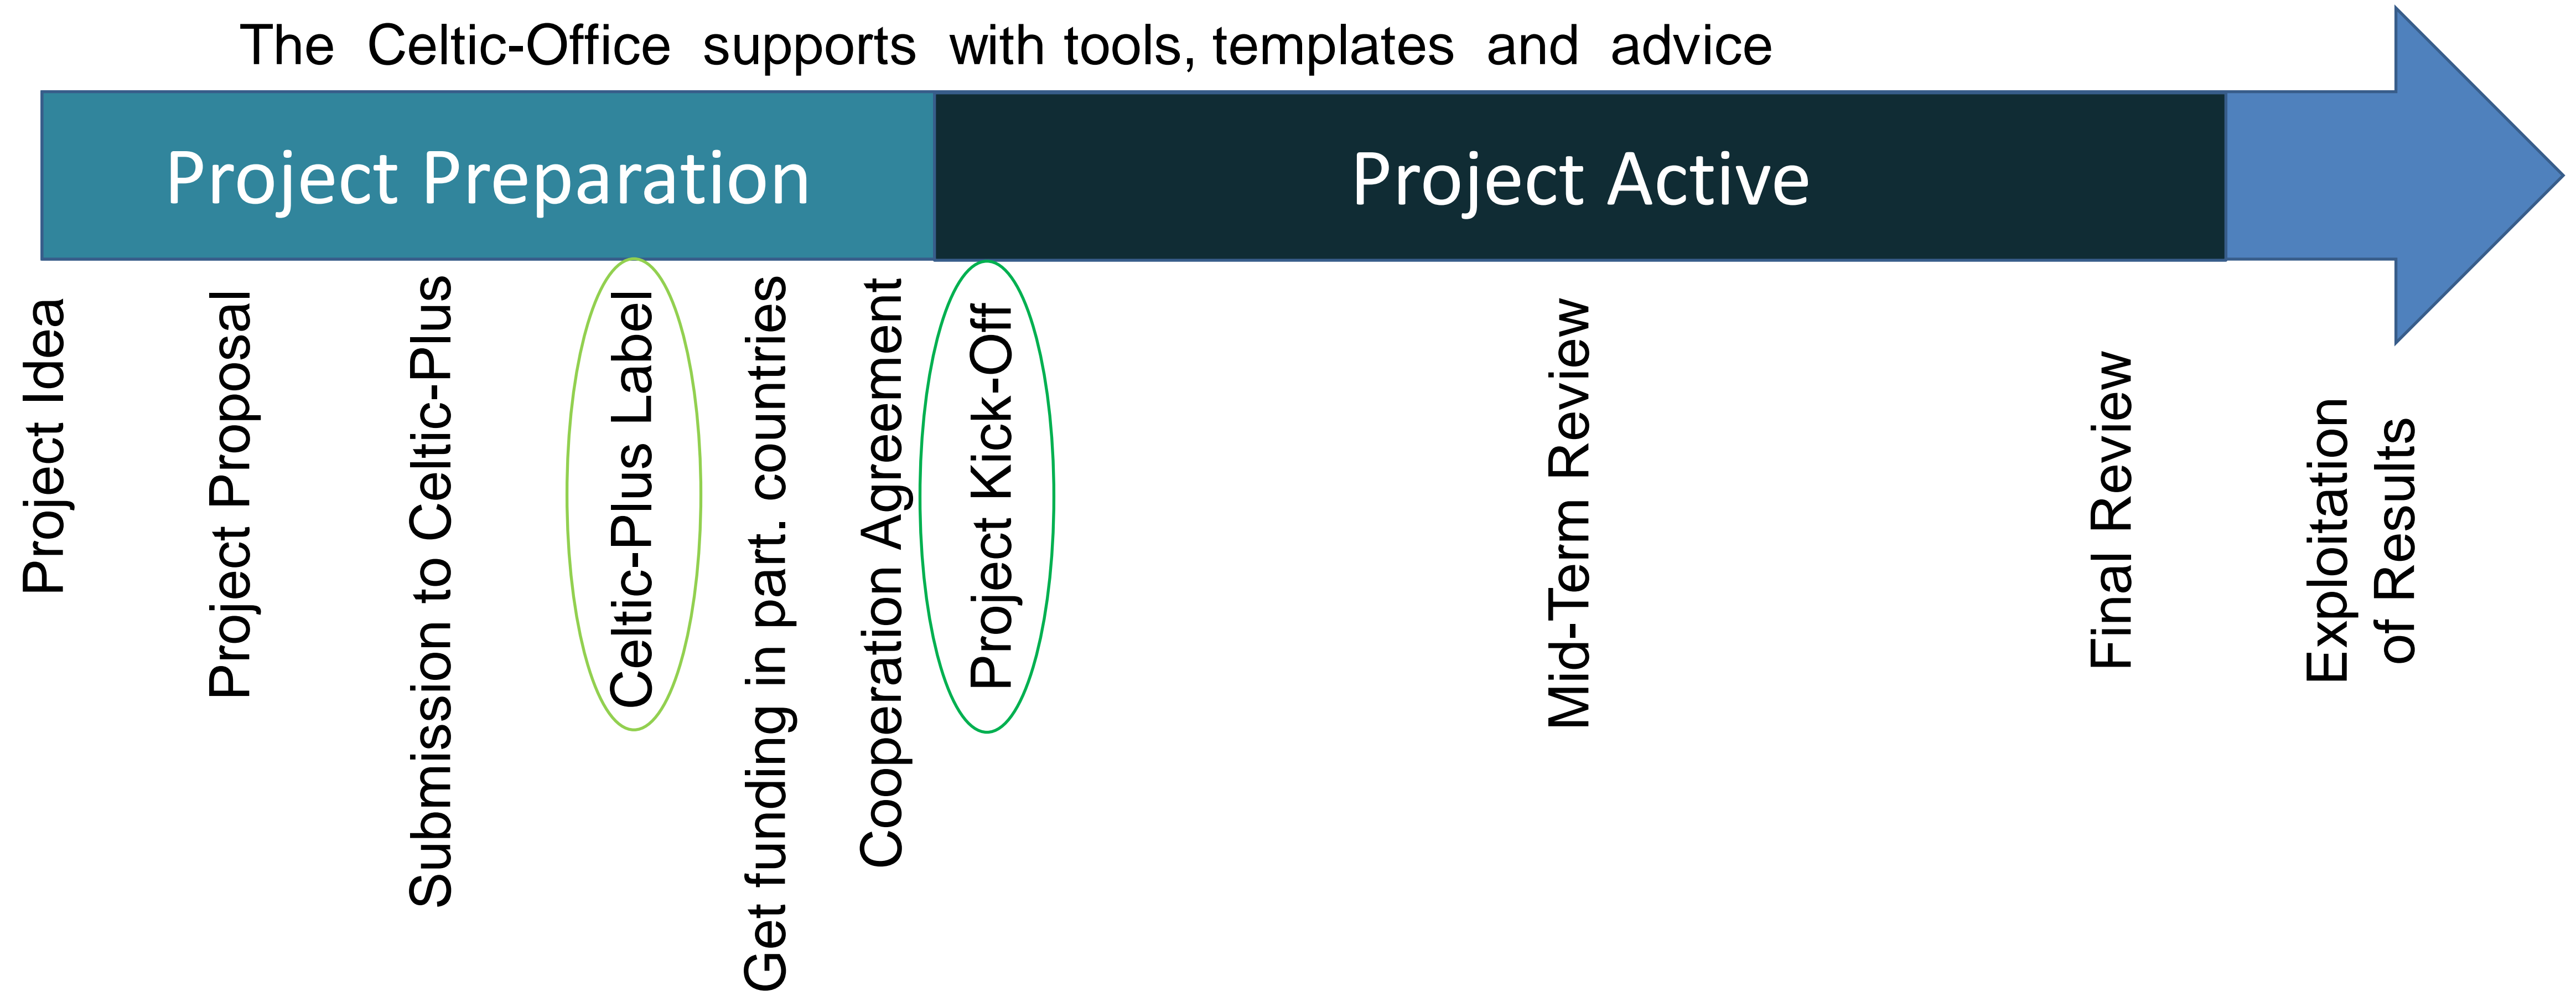 The Celtic-Office supports with tools, templates and advice
Project Preparation
Project Active
Project Idea
Project Proposal
Submission to Celtic-Plus
Celtic-Plus Label
Get funding in part. countries
Cooperation Agreement
Project Kick-Off
Mid-Term Review
Final Review
Exploitation
of Results